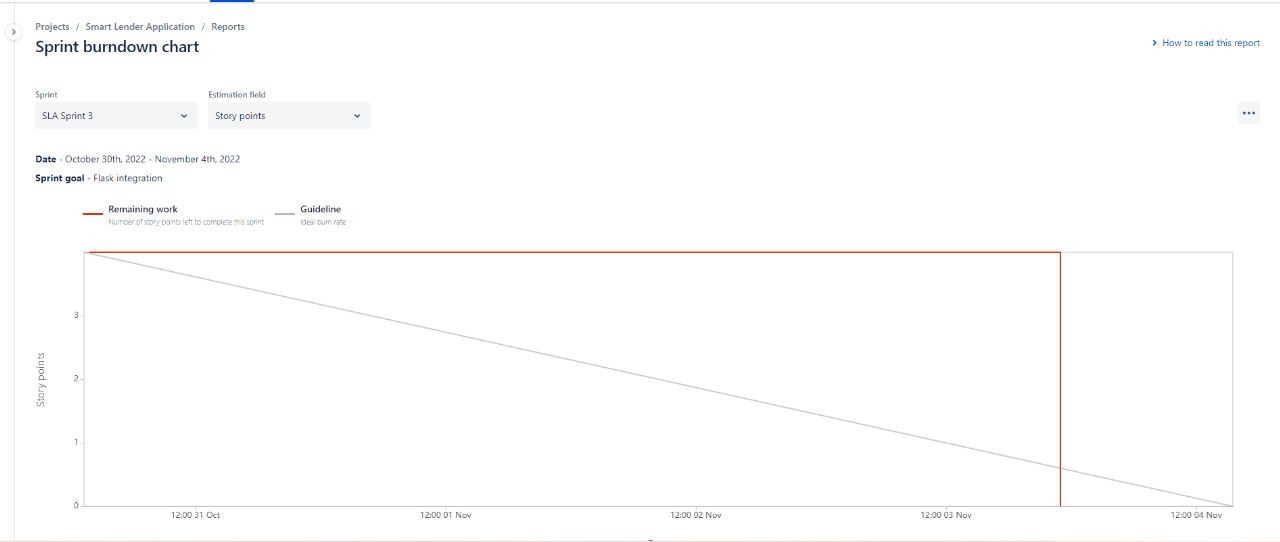 Projects / Smart Lender Application / Reports
Sprint burndown chart
How to read this report
Sprint
Estimation field
SLA Sprint 3
Story points
Date - October 30th, 2022 - November 4th, 2022
Sprint goal - Flask integration
Remaining work
Number of story points left to complete this sprint
Guideline
Ideal burn rate
Story points
3
2
1
0
12:00 31 Oct
12:00 01 Nov
12:00 02 Nov
12:00 03 Nov
12:00 04 Nov